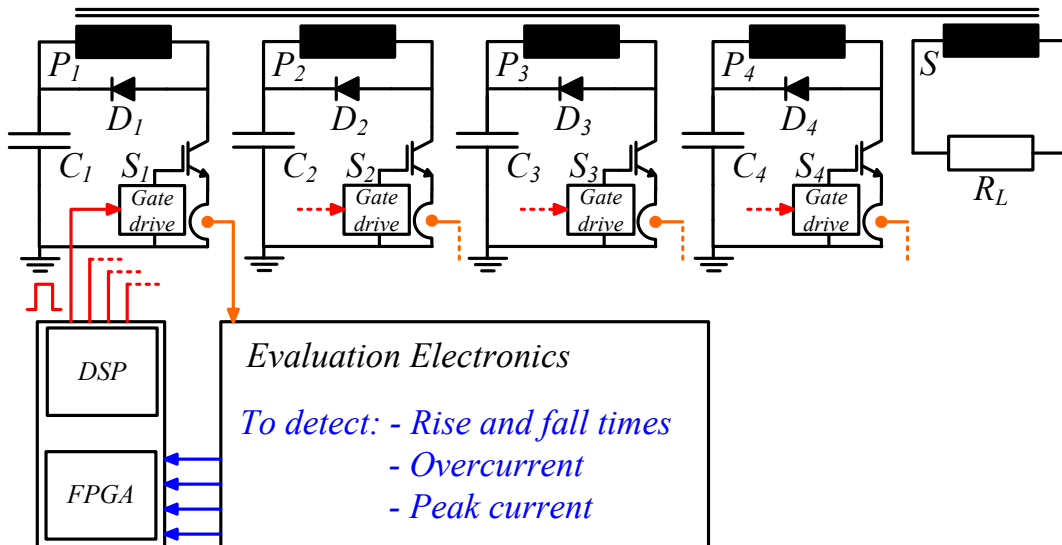 P1 P2 P3 P4 S
D1 D2 D3 D4
C1 S1 C2 S2 C3 S3 C4 S4 RL
Gate drive Gate drive Gate drive Gate drive
DSP
FPGA
Evaluation Electronics
To detect: - Rise and fall times
- Overcurrent
- Peak current